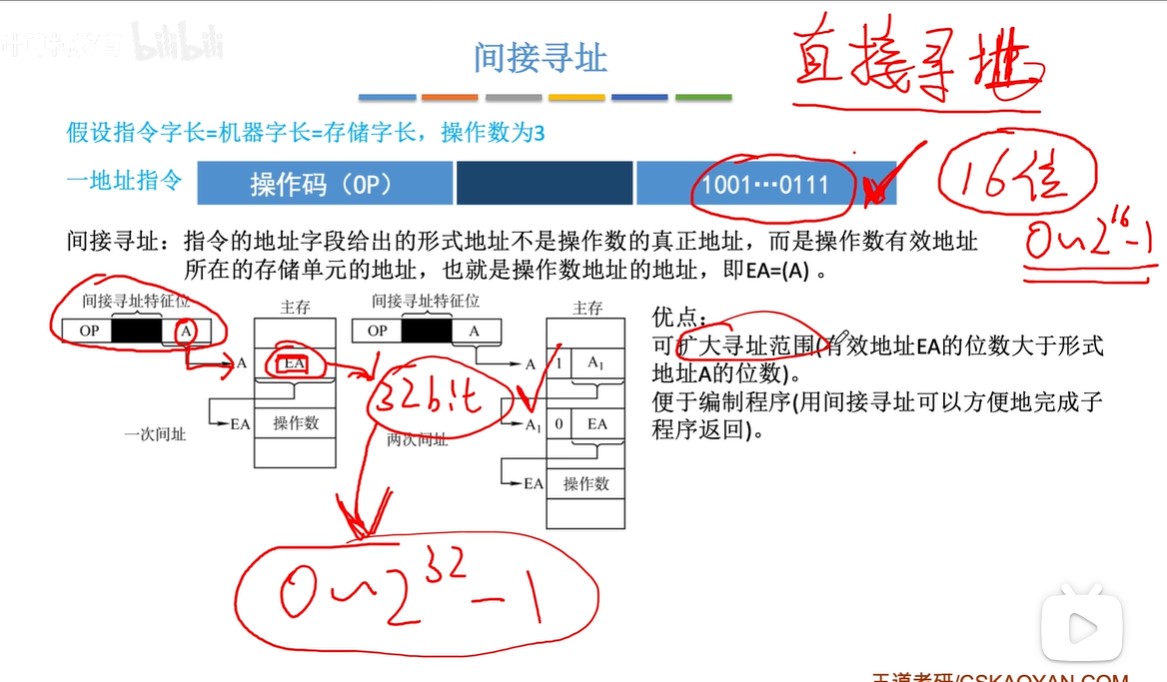 bilibili
间接寻址
直接寻址
假设指令字长=机器字长=存储字长，操作数为3
一地址指令 操作码（OP） 1001…0111
16位
0~2^16-1
间接寻址：指令的地址字段给出的形式地址不是操作数的真正地址，而是操作数有效地址
所在的存储单元的地址，也就是操作数地址的地址，即EA=(A) 。
间接寻址特征位
OP A
主存
A EA
EA 操作数
一次间址
间接寻址特征位
OP A
主存
A 1 A1
A1 0 EA
EA 操作数
两次间址
32bit
0~2^32-1
优点：
可扩大寻址范围(有效地址EA的位数大于形式
地址A的位数)。
便于编制程序(用间接寻址可以方便地完成子
程序返回)。
王道考研/CSKAOYAN.COM